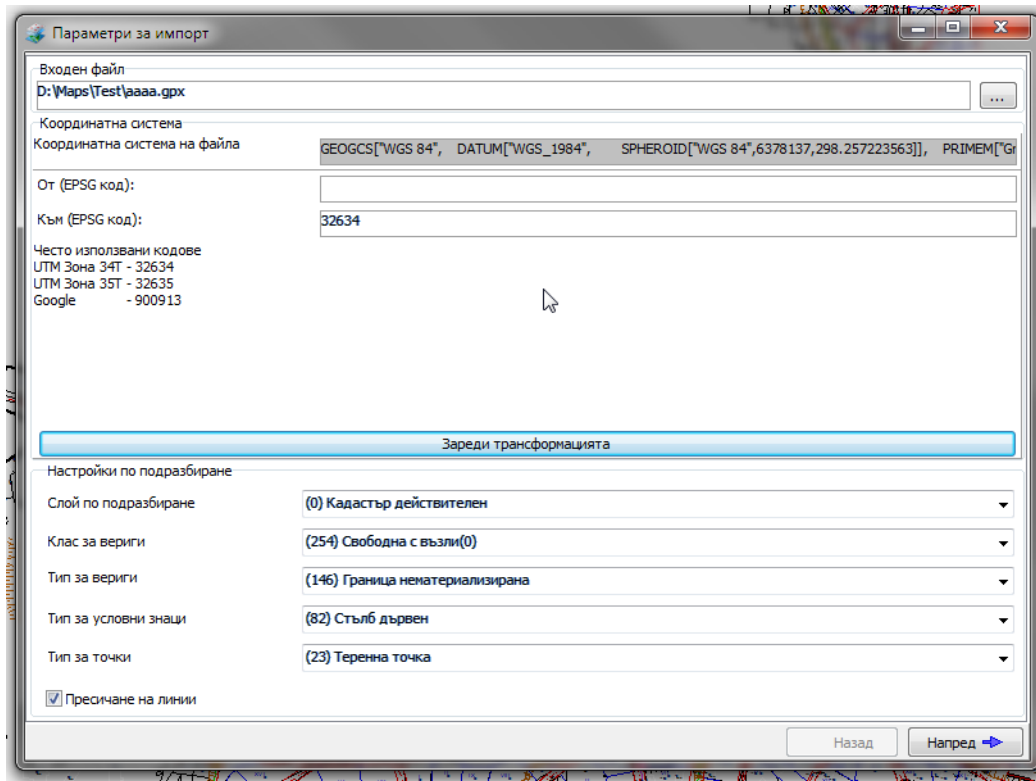 Параметри за импорт
Входен файл
D:\Maps\Test\aaaa.gpx
...
Координатна система
Координатна система на файла
GEOGCS["WGS 84", DATUM["WGS_1984", SPHEROID["WGS 84",6378137,298.257223563]], PRIMEM["Gr
От (EPSG код):
Към (EPSG код):
32634
Често използвани кодове
UTM Зона 34T - 32634
UTM Зона 35T - 32635
Google - 900913
Зареди трансформацията
Настройки по подразбиране
Слой по подразбиране
(0) Кадастър действителен
Клас за вериги
(254) Свободна с възли(0)
Тип за вериги
(146) Граница нематериализирана
Тип за условни знаци
(82) Стълб дървен
Тип за точки
(23) Теренна точка
Пресичане на линии
Назад
Напред